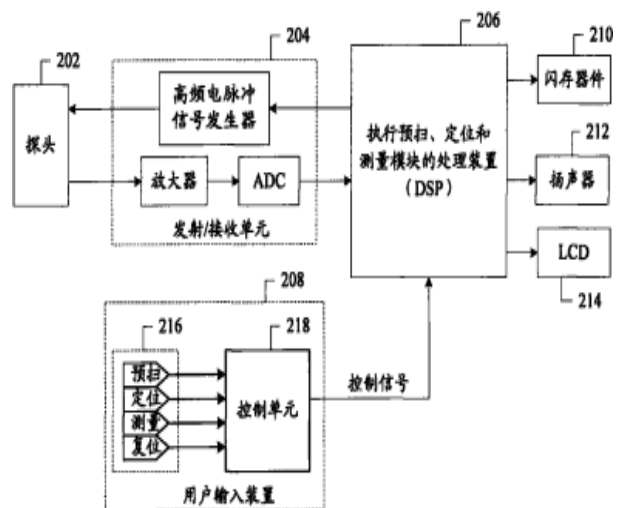 202
探头
204
高频电脉冲
信号发生器
放大器
ADC
发射/接收单元
206
执行预扫、定位和
测量模块的处理装置
(DSP)
210
闪存器件
212
扬声器
LCD
214
208
216
预扫
定位
测量
复位
218
控制单元
控制信号
用户输入装置